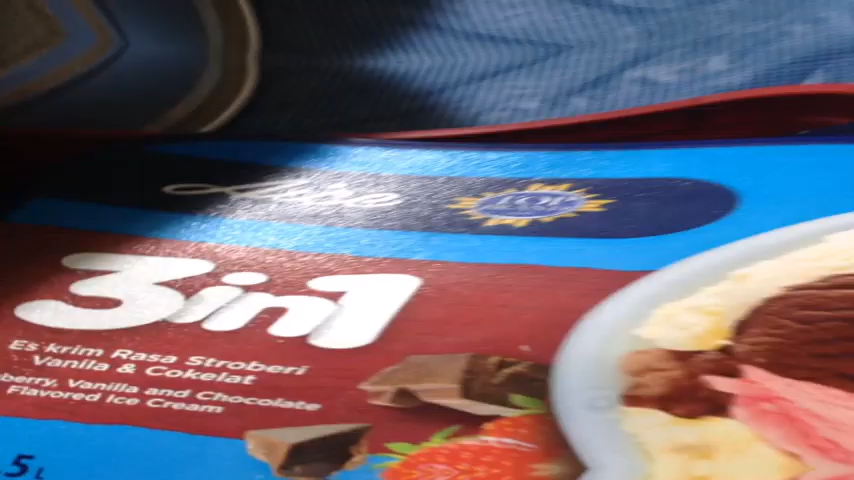 3in1
Es krim Rasa Stroberi
Vanila & Cokelat
berry, Vanilla and Chocolate
Flavored Ice Cream
5L